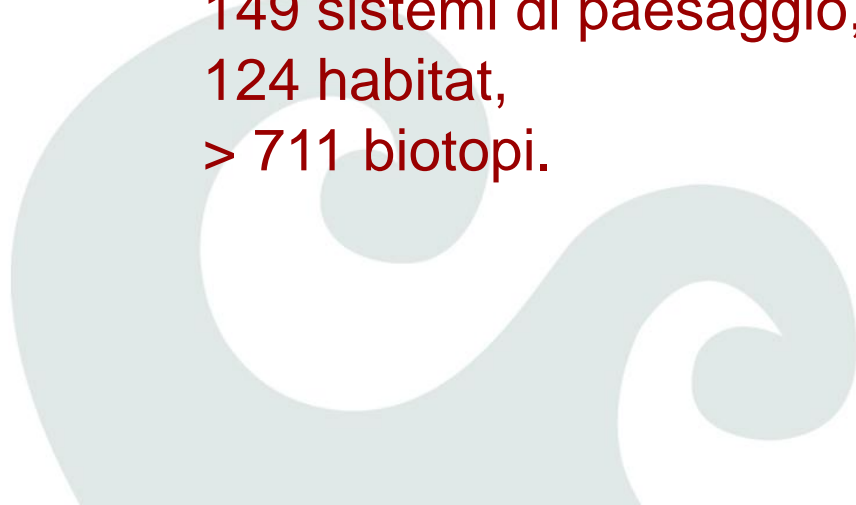 149 sistemi di paesaggio,
124 habitat,
> 711 biotopi.